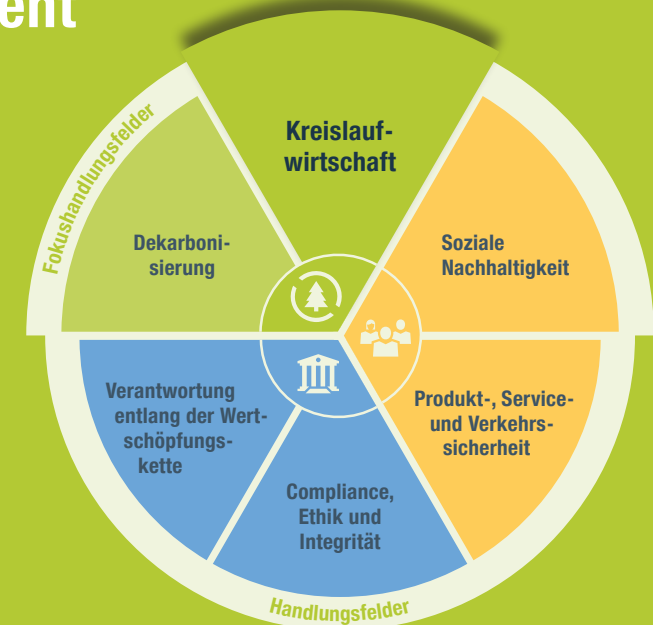 ent
Kreislauf-
wirtschaft
Fokushandlungsfelder
Dekarboni-
sierung
Soziale
Nachhaltigkeit
Verantwortung
entlang der Wert-
schöpfungs-
kette
Produkt-, Service-
und Verkehrs-
sicherheit
Compliance,
Ethik und
Integrität
Handlungsfelder